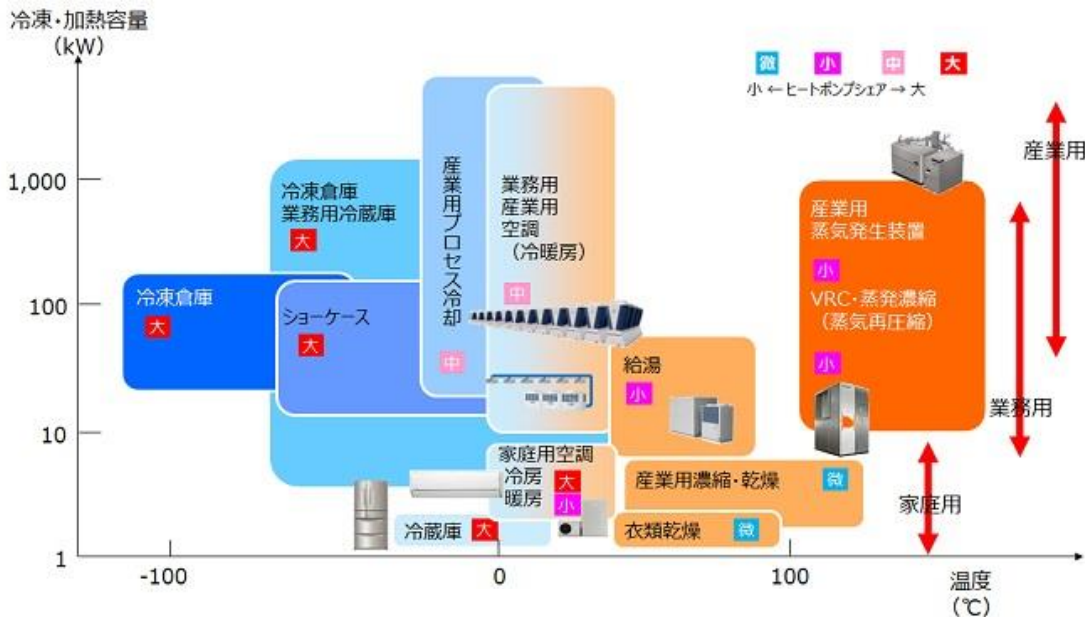 冷凍・加熱容量
(kW)
微 小 中 大
小 ← ヒートポンプシェア → 大
1,000
100
10
1
-100
0
100
温度
(℃)
冷凍倉庫
業務用冷蔵庫
大
冷凍倉庫
大
ショーケース
大
産業用プロセス冷却
中
業務用
産業用
空調
(冷暖房)
中
給湯
小
家庭用空調
冷房 大
暖房 小
冷蔵庫 大
産業用濃縮・乾燥 微
衣類乾燥 微
産業用
蒸気発生装置
小
VRC・蒸発濃縮
(蒸気再圧縮)
小
産業用
業務用
家庭用